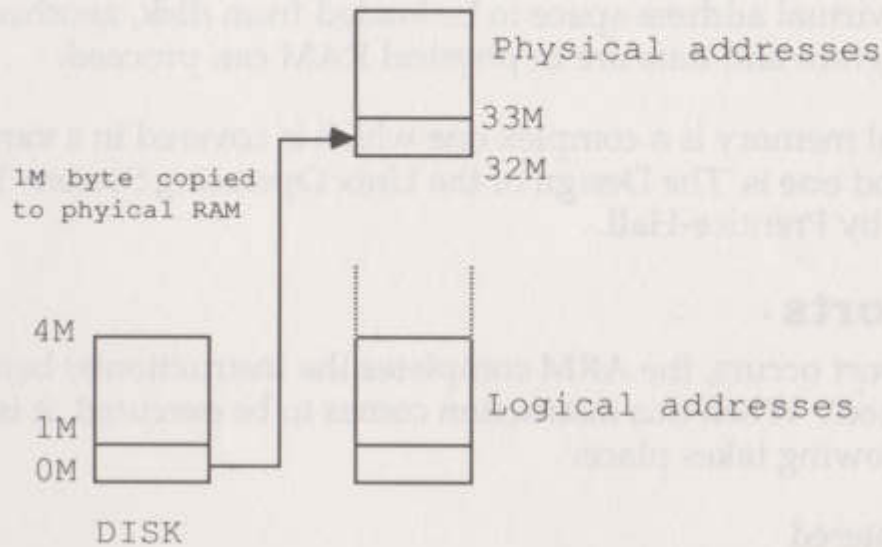 Physical addresses
33M
32M
1M byte copied
to phyical RAM
4M
1M
0M
Logical addresses
DISK